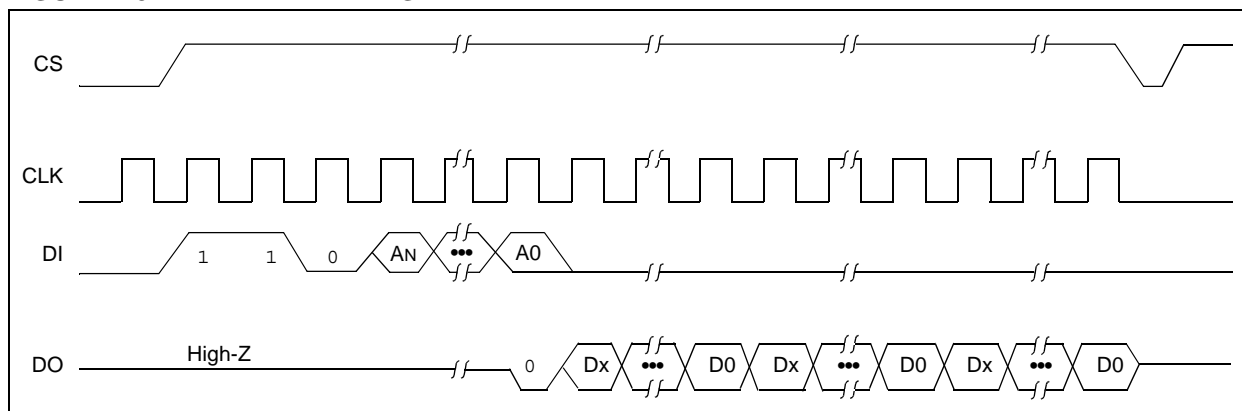 CS
CLK
DI 1 1 0 AN ••• A0
High-Z
DO 0 Dx ••• D0 Dx ••• D0 Dx ••• D0